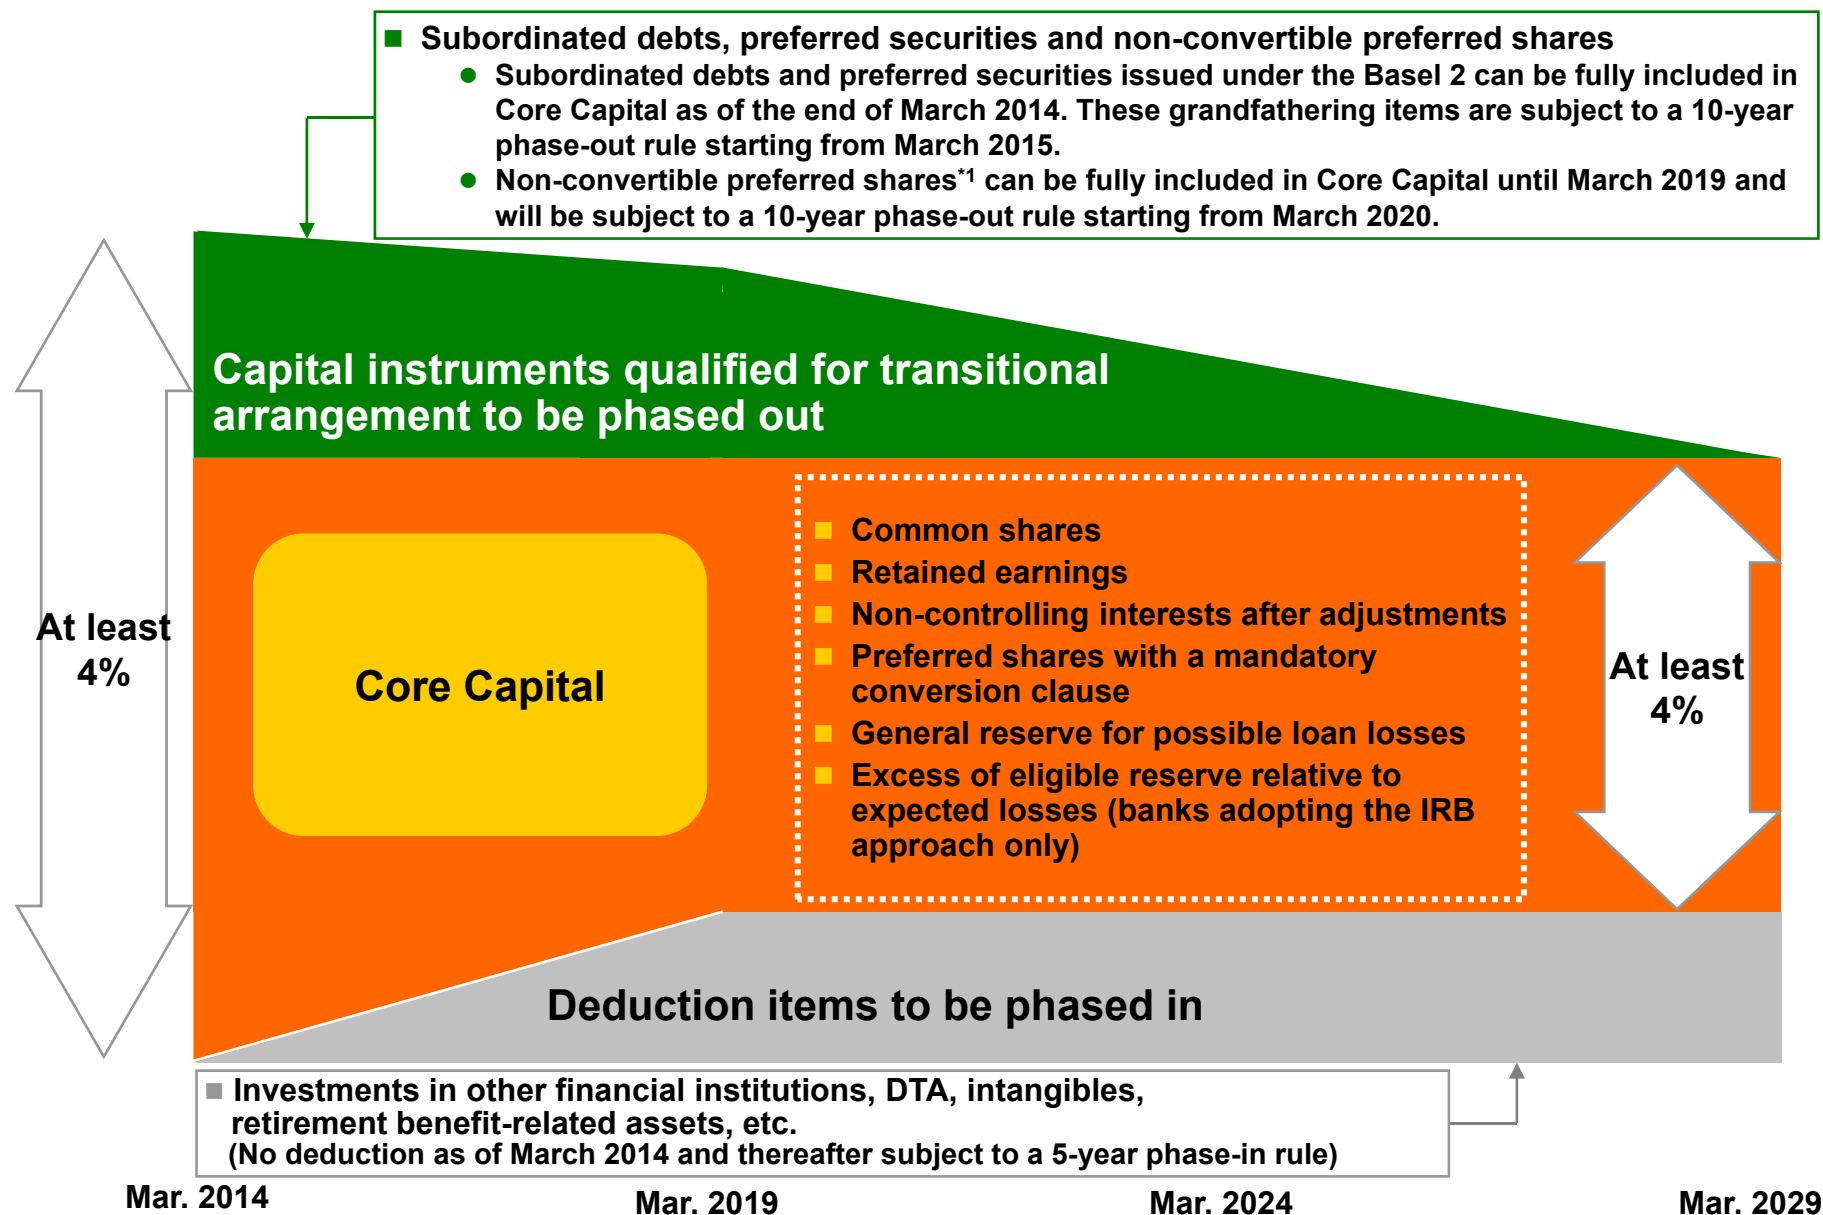 Subordinated debts, preferred securities and non-convertible preferred shares
Subordinated debts and preferred securities issued under the Basel 2 can be fully included in
Core Capital as of the end of March 2014. These grandfathering items are subject to a 10-year
phase-out rule starting from March 2015.
Non-convertible preferred shares*1 can be fully included in Core Capital until March 2019 and
will be subject to a 10-year phase-out rule starting from March 2020.
Capital instruments qualified for transitional
arrangement to be phased out
At least
4%
Core Capital
Common shares
Retained earnings
Non-controlling interests after adjustments
Preferred shares with a mandatory
conversion clause
General reserve for possible loan losses
Excess of eligible reserve relative to
expected losses (banks adopting the IRB
approach only)
At least
4%
Deduction items to be phased in
Investments in other financial institutions, DTA, intangibles,
retirement benefit-related assets, etc.
(No deduction as of March 2014 and thereafter subject to a 5-year phase-in rule)
Mar. 2014
Mar. 2019
Mar. 2024
Mar. 2029